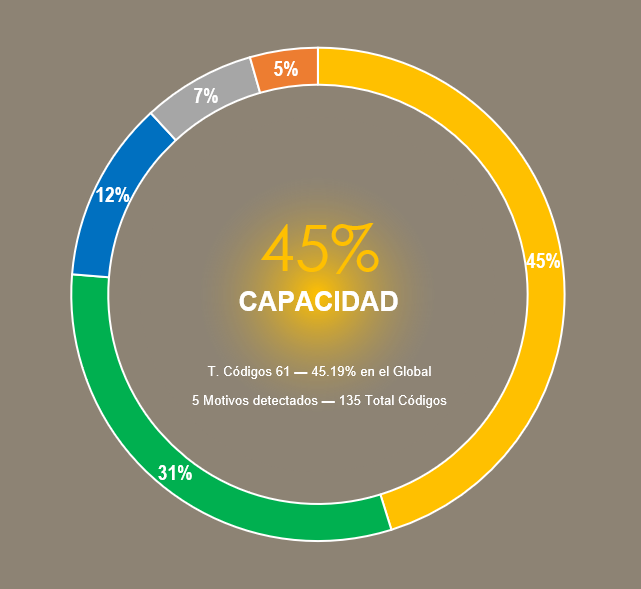 5%
7%
12%
45%
CAPACIDAD
45%
T. Códigos 61 — 45.19% en el Global
5 Motivos detectados — 135 Total Códigos
31%